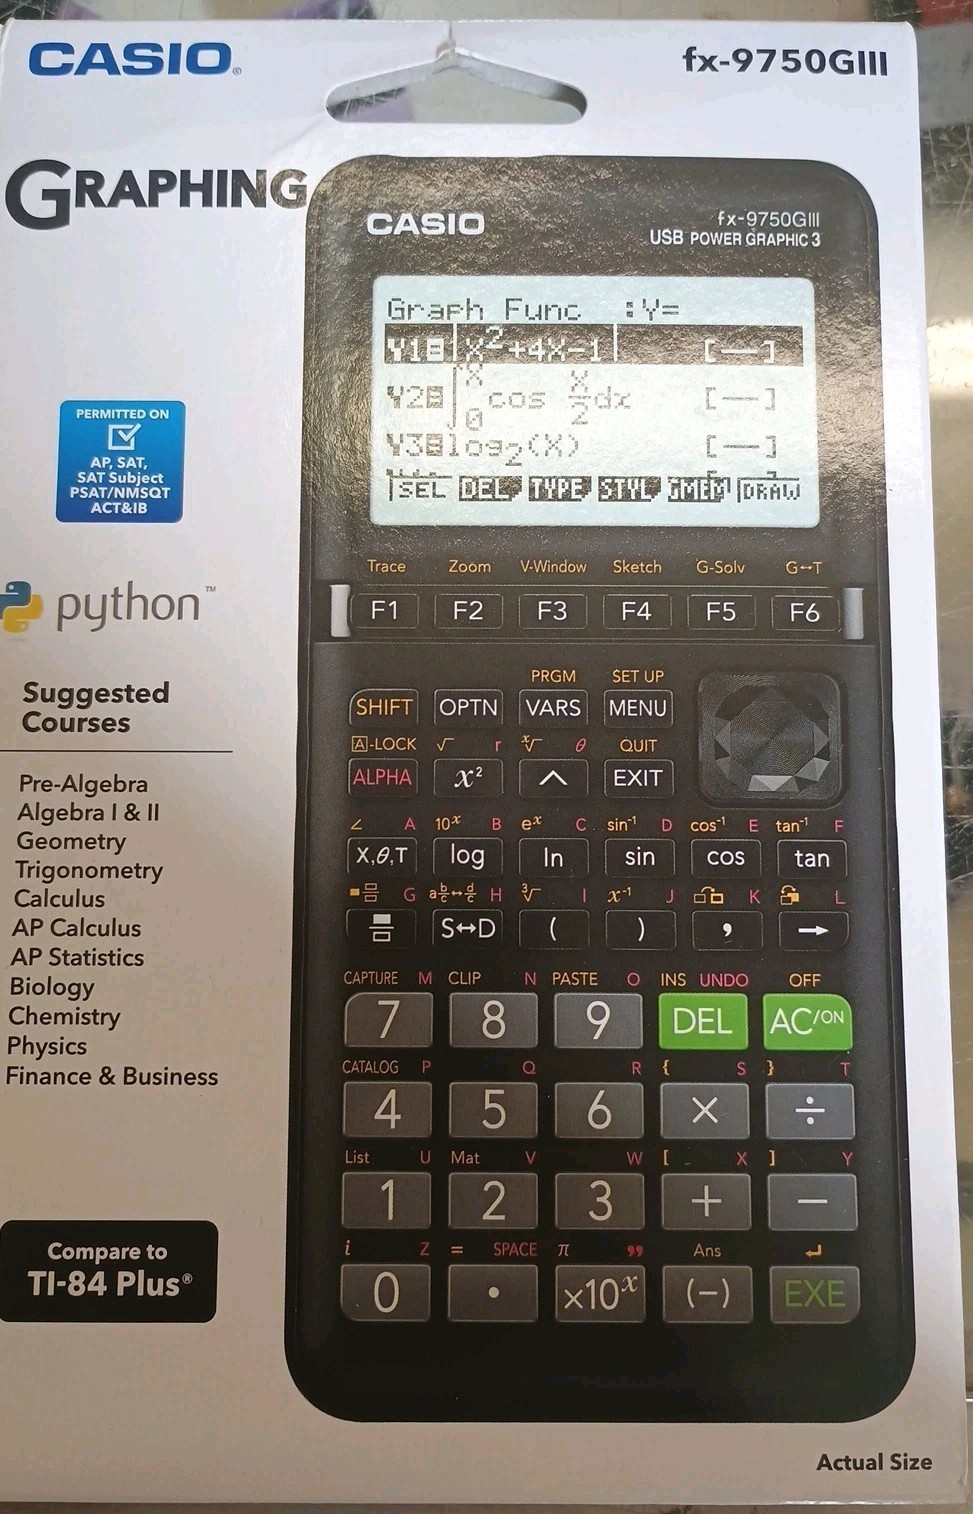 CASIO®
fx-9750GIII
GRAPHING
CASIO
fx-9750GIII
USB POWER GRAPHIC 3
Graph Func :Y=
Y1=x²+4x-1 [—]
Y2=∫₀ˣ cos x/2 dx [—]
Y3=log₂(X) [—]
SEL DEL TYPE STYL GMEM DRAW
PERMITTED ON
AP, SAT,
SAT Subject
PSAT/NMSQT
ACT&IB
python™
Suggested
Courses
Pre-Algebra
Algebra I & II
Geometry
Trigonometry
Calculus
AP Calculus
AP Statistics
Biology
Chemistry
Physics
Finance & Business
Compare to
TI-84 Plus®
Trace Zoom V-Window Sketch G-Solv G↔T
F1 F2 F3 F4 F5 F6
PRGM SET UP
SHIFT OPTN VARS MENU
A-LOCK √ r ˣ√ θ QUIT
ALPHA x² ^ EXIT
∠ A 10ˣ B eˣ C sin⁻¹ D cos⁻¹ E tan⁻¹ F
X,θ,T log ln sin cos tan
G a b/c↔d/c H ³√ I x⁻¹ J K L
S↔D ( ) , →
CAPTURE M CLIP N PASTE O INS UNDO OFF
7 8 9 DEL AC/ON
CATALOG P Q R { S } T
4 5 6 × ÷
List U Mat V W [ X ] Y
1 2 3 + −
i Z = SPACE π " Ans ↵
0 • ×10ˣ (−) EXE
Actual Size